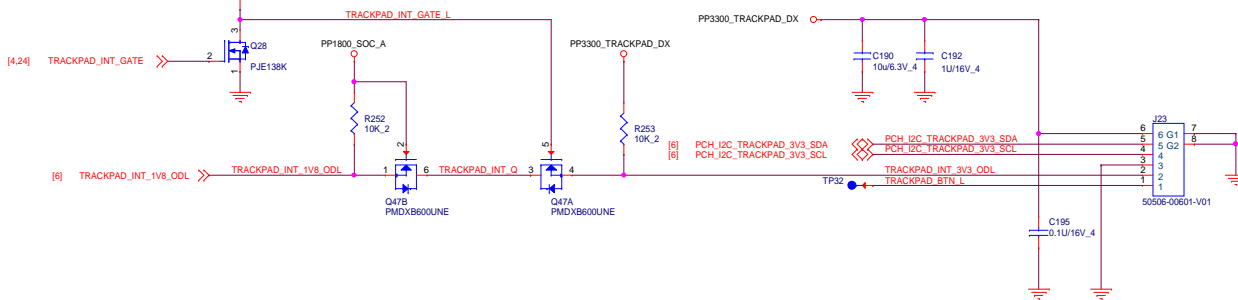 TRACKPAD_INT_GATE_L
PP3300_TRACKPAD_DX
3
Q28
2
1
PJE138K
[4,24] TRACKPAD_INT_GATE
PP1800_SOC_A
PP3300_TRACKPAD_DX
C190
10u/6.3V_4
C192
1U/16V_4
R252
10K_2
R253
10K_2
2
5
J23
6 6 G1 7
5 5 G2 8
4 4
3 3
2 2
1 1
50506-00601-V01
[6] PCH_I2C_TRACKPAD_3V3_SDA PCH_I2C_TRACKPAD_3V3_SDA
[6] PCH_I2C_TRACKPAD_3V3_SCL PCH_I2C_TRACKPAD_3V3_SCL
[6] TRACKPAD_INT_1V8_ODL TRACKPAD_INT_1V8_ODL 1 6 TRACKPAD_INT_Q 3 4 TRACKPAD_INT_3V3_ODL
TP32 TRACKPAD_BTN_L
Q47B
PMDXB600UNE
Q47A
PMDXB600UNE
C195
0.1U/16V_4